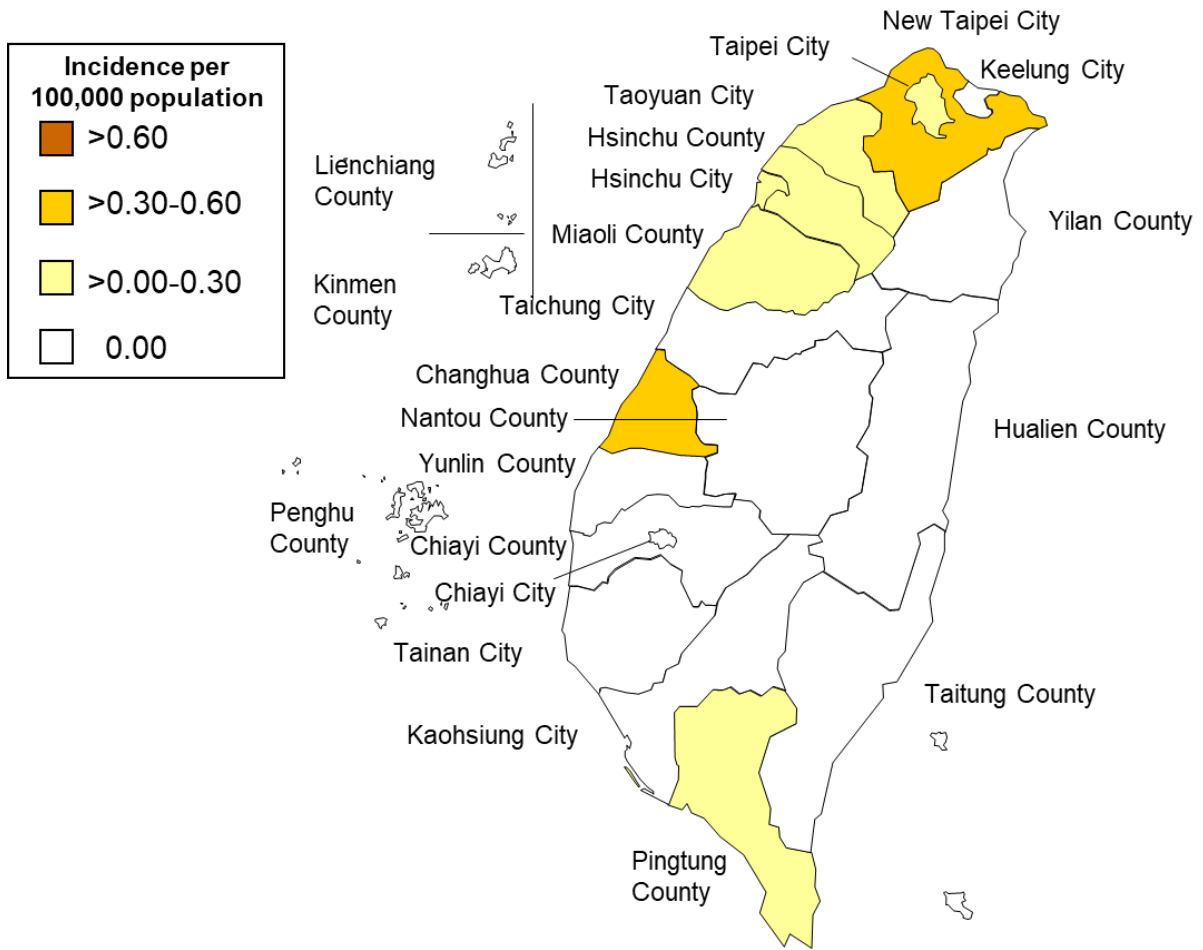 Incidence per
100,000 population
>0.60
>0.30-0.60
>0.00-0.30
0.00
New Taipei City
Taipei City
Keelung City
Taoyuan City
Hsinchu County
Lienchiang
County
Hsinchu City
Yilan County
Miaoli County
Kinmen
County
Taichung City
Changhua County
Nantou County
Hualien County
Yunlin County
Penghu
County
Chiayi County
Chiayi City
Tainan City
Taitung County
Kaohsiung City
Pingtung
County